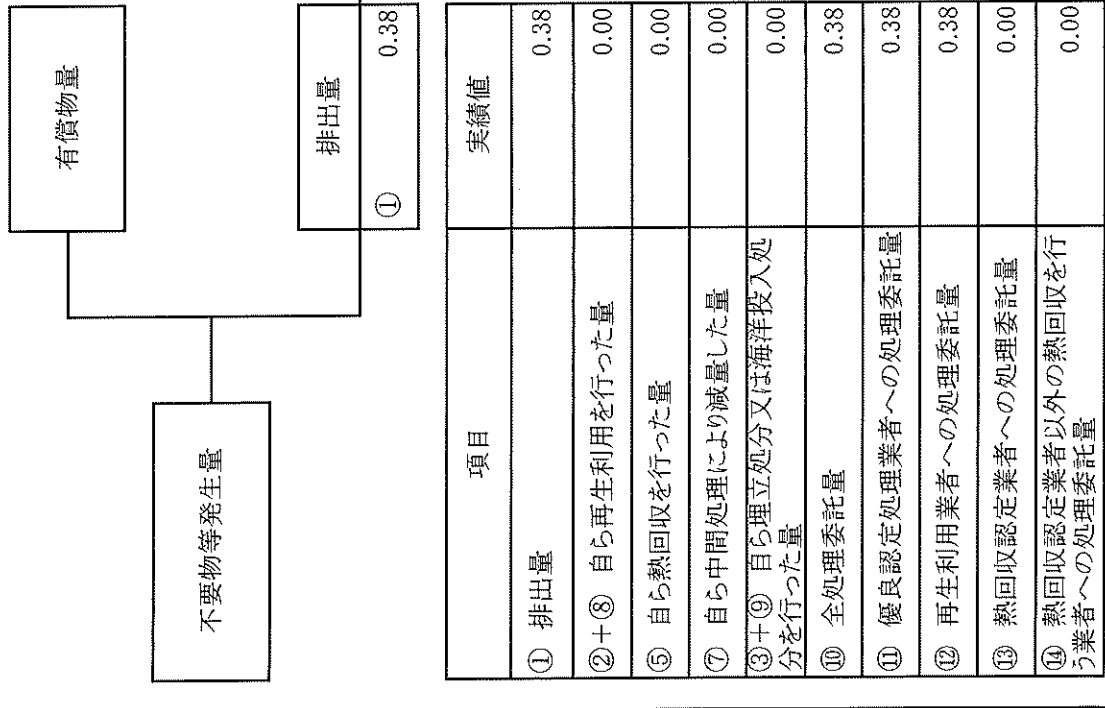 有償物量
不要物等発生量
排出量
① 0.38
項目 実績値
① 排出量 0.38
②+⑧ 自ら再生利用を行った量 0.00
⑤ 自ら熱回収を行った量 0.00
⑦ 自ら中間処理により減量した量 0.00
③+⑨ 自ら埋立処分又は海洋投入処
分を行った量 0.00
⑩ 全処理委託量 0.38
⑪ 優良認定処理業者への処理委託量 0.38
⑫ 再生利用業者への処理委託量 0.38
⑬ 熱回収認定業者への処理委託量 0.00
⑭ 熱回収認定業者以外の熱回収を行
う業者への処理委託量 0.00